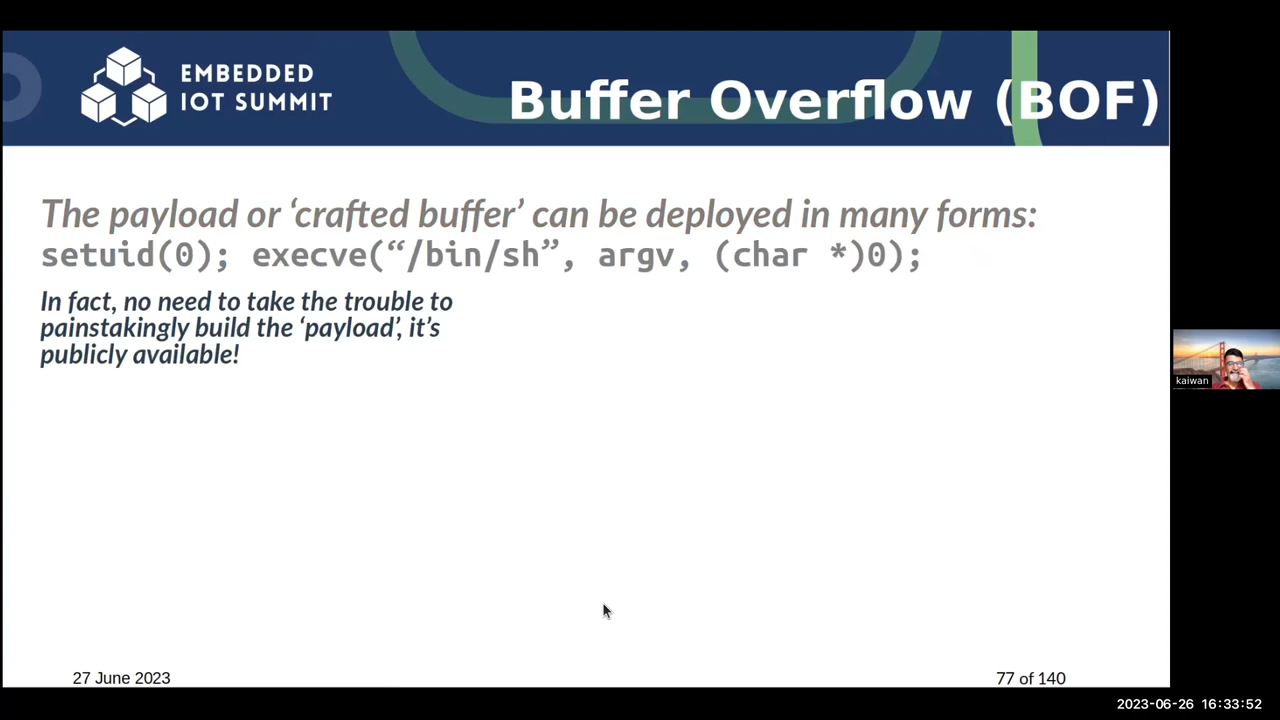 EMBEDDED
IOT SUMMIT
Buffer Overflow (BOF)
The payload or ‘crafted buffer’ can be deployed in many forms:
setuid(0); execve(“/bin/sh”, argv, (char *)0);
In fact, no need to take the trouble to
painstakingly build the ‘payload’, it’s
publicly available!
kaiwan
27 June 2023
77 of 140
2023-06-26 16:33:52